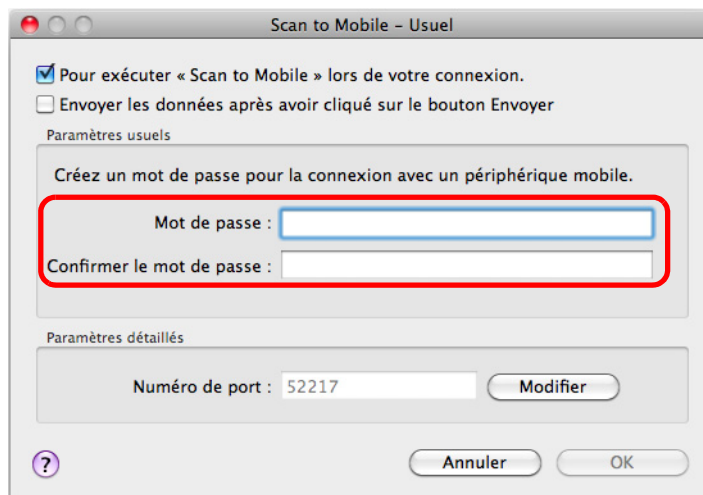 Scan to Mobile – Usuel
Pour exécuter « Scan to Mobile » lors de votre connexion.
Envoyer les données après avoir cliqué sur le bouton Envoyer
Paramètres usuels
Créez un mot de passe pour la connexion avec un périphérique mobile.
Mot de passe :
Confirmer le mot de passe :
Paramètres détaillés
Numéro de port : 52217 Modifier
? Annuler OK